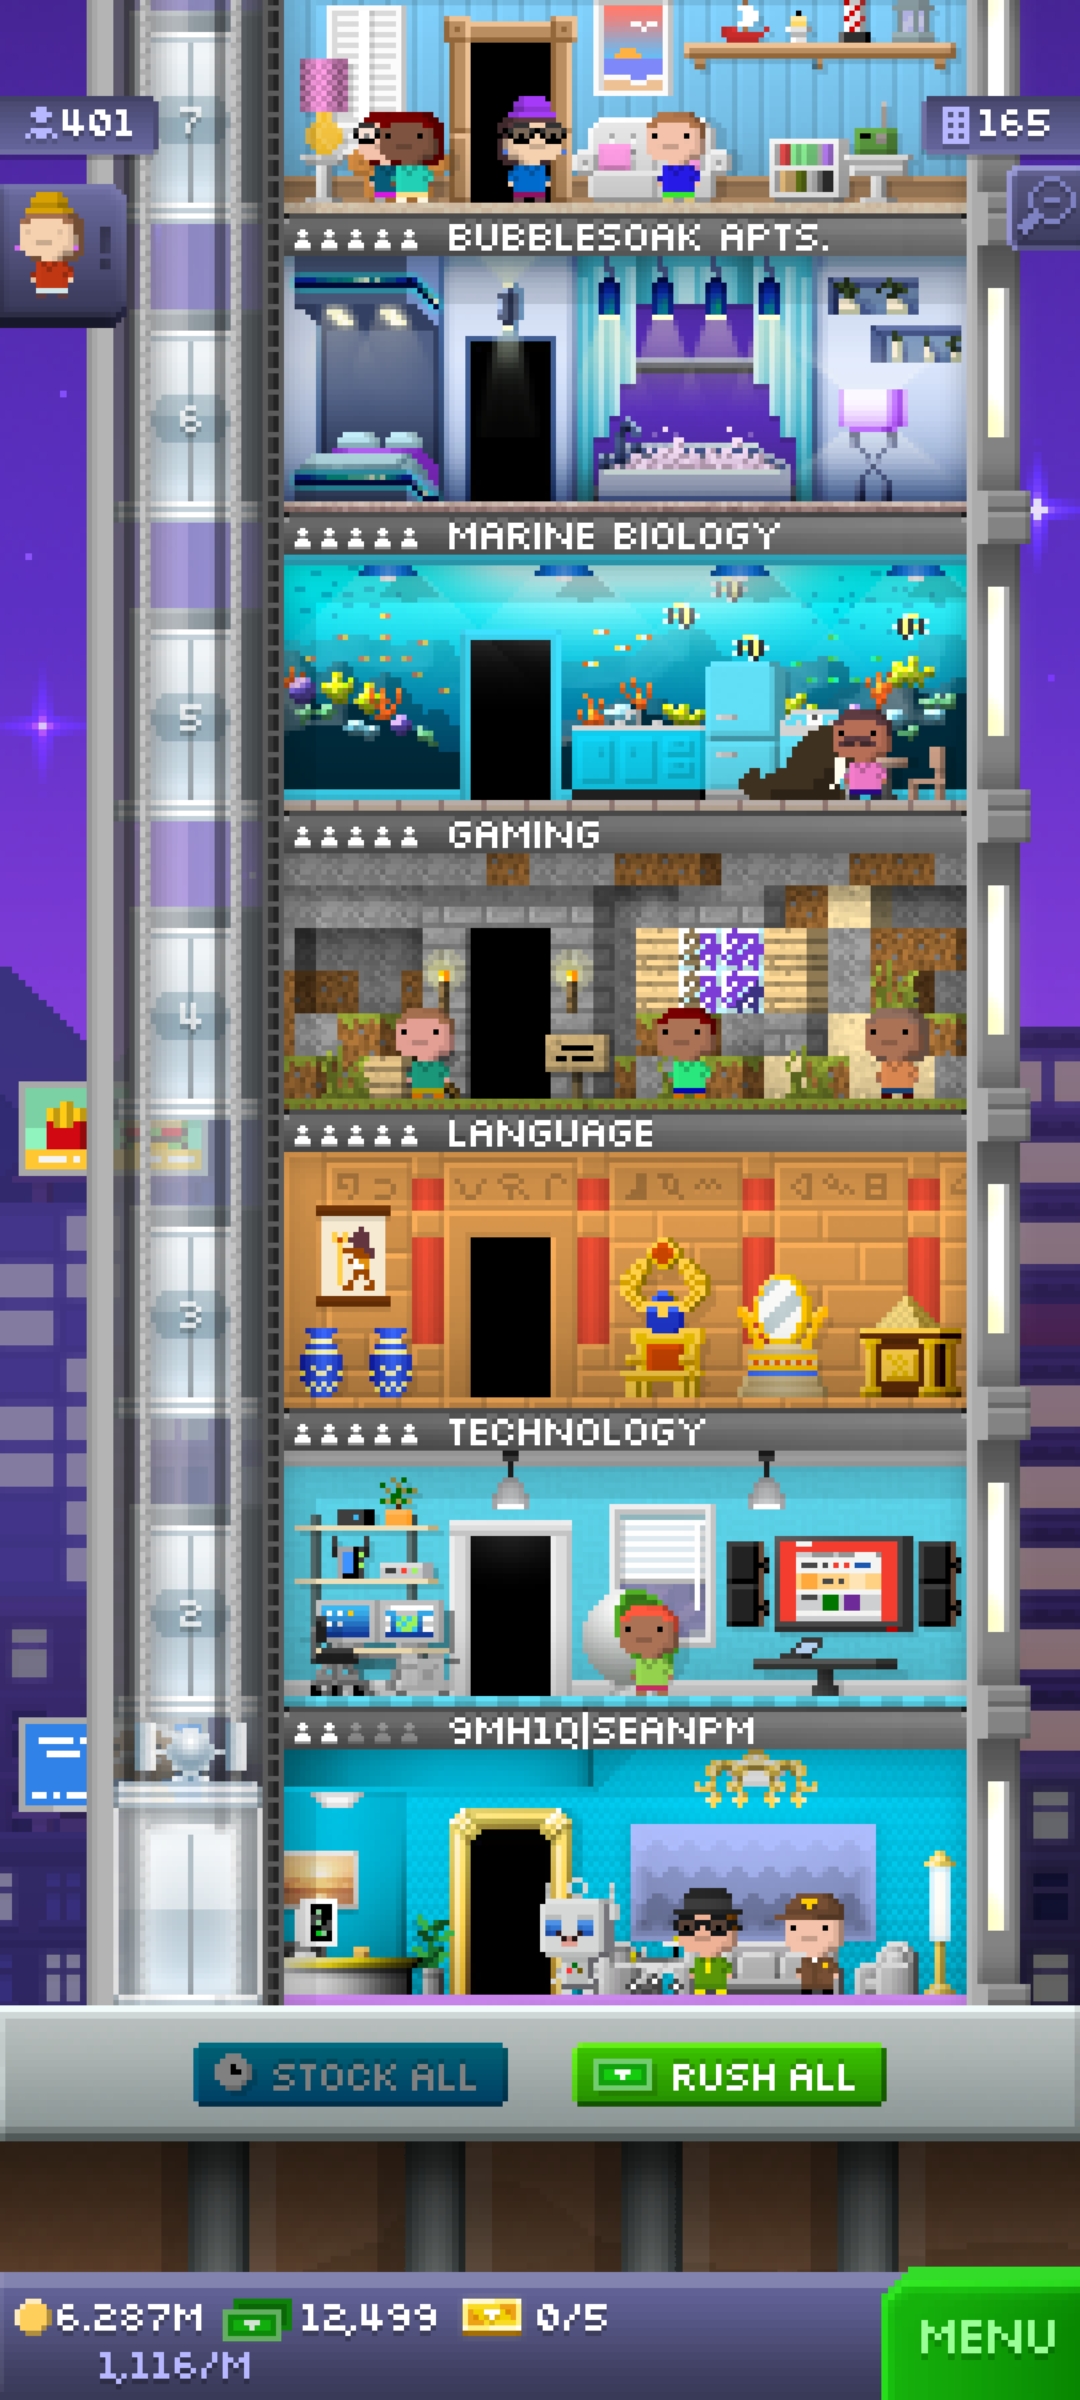 7
401
165
!
BUBBLESOAK APTS.
6
MARINE BIOLOGY
5
GAMING
4
LANGUAGE
3
TECHNOLOGY
2
9MH1Q|SEANPM
STOCK ALL
RUSH ALL
6.287M
12,499
0/5
1,116/M
MENU